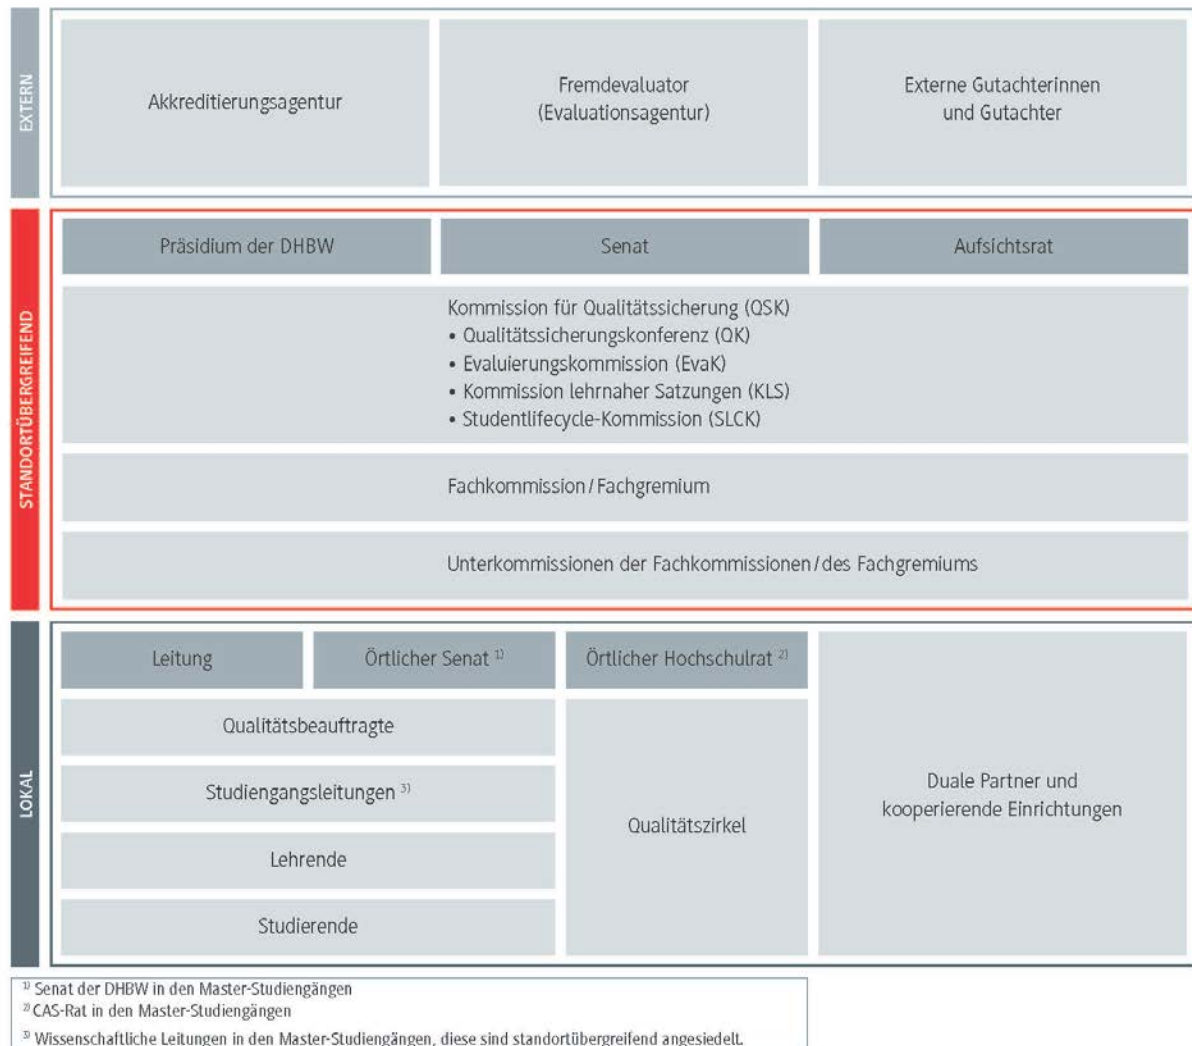 EXTERN
Akkreditierungsagentur
Fremdevaluator
(Evaluationsagentur)
Externe Gutachterinnen
und Gutachter
STANDORTÜBERGREIFEND
Präsidium der DHBW
Senat
Aufsichtsrat
Kommission für Qualitätssicherung (QSK)
• Qualitätssicherungskonferenz (QK)
• Evaluierungskommission (EvaK)
• Kommission lehrnaher Satzungen (KLS)
• Studentlifecycle-Kommission (SLCK)
Fachkommission/Fachgremium
Unterkommissionen der Fachkommissionen/des Fachgremiums
LOKAL
Leitung
Örtlicher Senat 1)
Örtlicher Hochschulrat 2)
Qualitätsbeauftragte
Studiengangsleitungen 3)
Lehrende
Studierende
Qualitätszirkel
Duale Partner und
kooperierende Einrichtungen
1) Senat der DHBW in den Master-Studiengängen
2) CAS-Rat in den Master-Studiengängen
3) Wissenschaftliche Leitungen in den Master-Studiengängen, diese sind standortübergreifend angesiedelt.